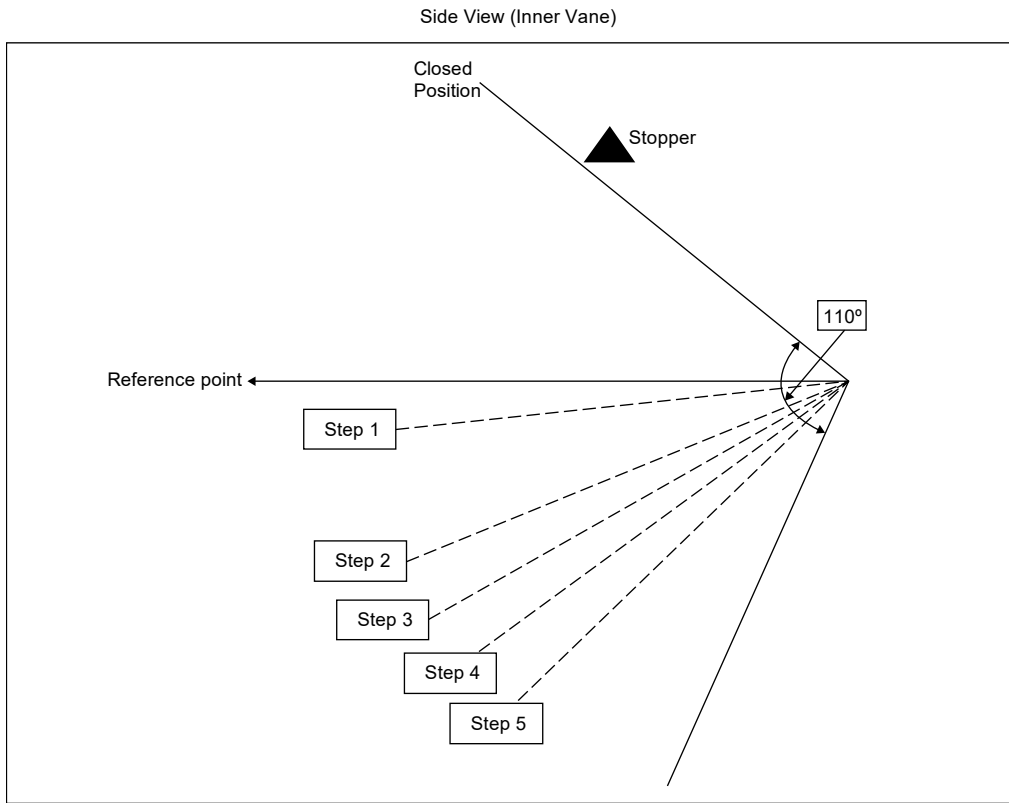 Side View (Inner Vane)
Closed
Position
Stopper
110º
Reference point
Step 1
Step 2
Step 3
Step 4
Step 5